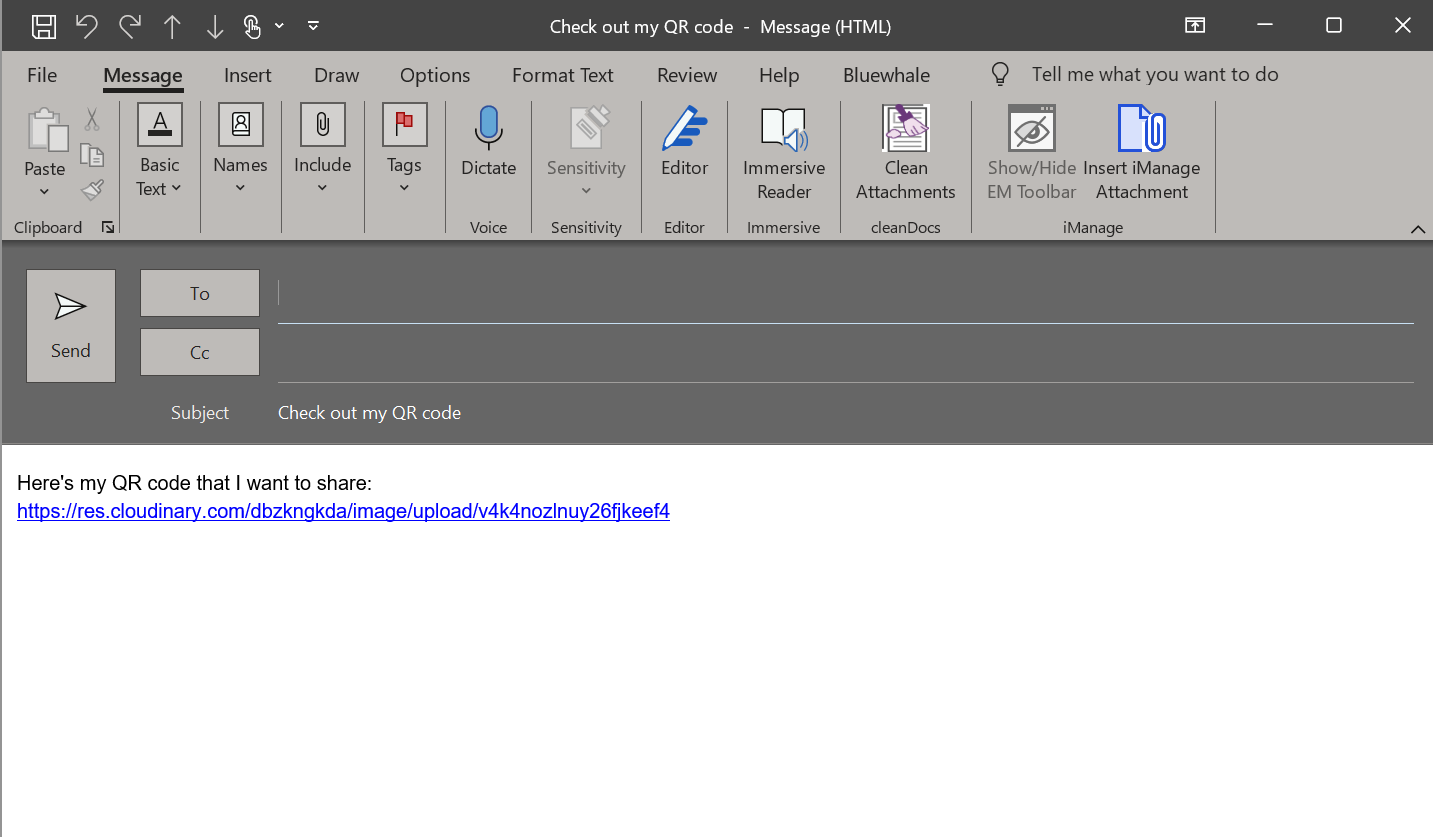 Check out my QR code - Message (HTML)
File Message Insert Draw Options Format Text Review Help Bluewhale Tell me what you want to do
Paste
Basic
Text
Names
Include
Tags
Dictate
Sensitivity
Editor
Immersive
Reader
Clean
Attachments
Show/Hide
EM Toolbar
Insert iManage
Attachment
Clipboard Voice Sensitivity Editor Immersive cleanDocs iManage
Send
To
Cc
Subject Check out my QR code
Here's my QR code that I want to share:
https://res.cloudinary.com/dbzkngkda/image/upload/v4k4nozlnuy26fjkeef4